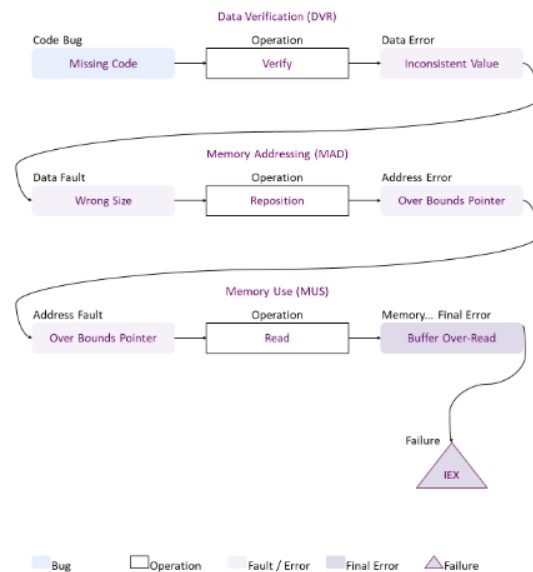 Data Verification (DVR)
Code Bug Operation Data Error
Missing Code Verify Inconsistent Value
Memory Addressing (MAD)
Data Fault Operation Address Error
Wrong Size Reposition Over Bounds Pointer
Memory Use (MUS)
Address Fault Operation Memory... Final Error
Over Bounds Pointer Read Buffer Over-Read
Failure
IEX
Bug Operation Fault / Error Final Error Failure